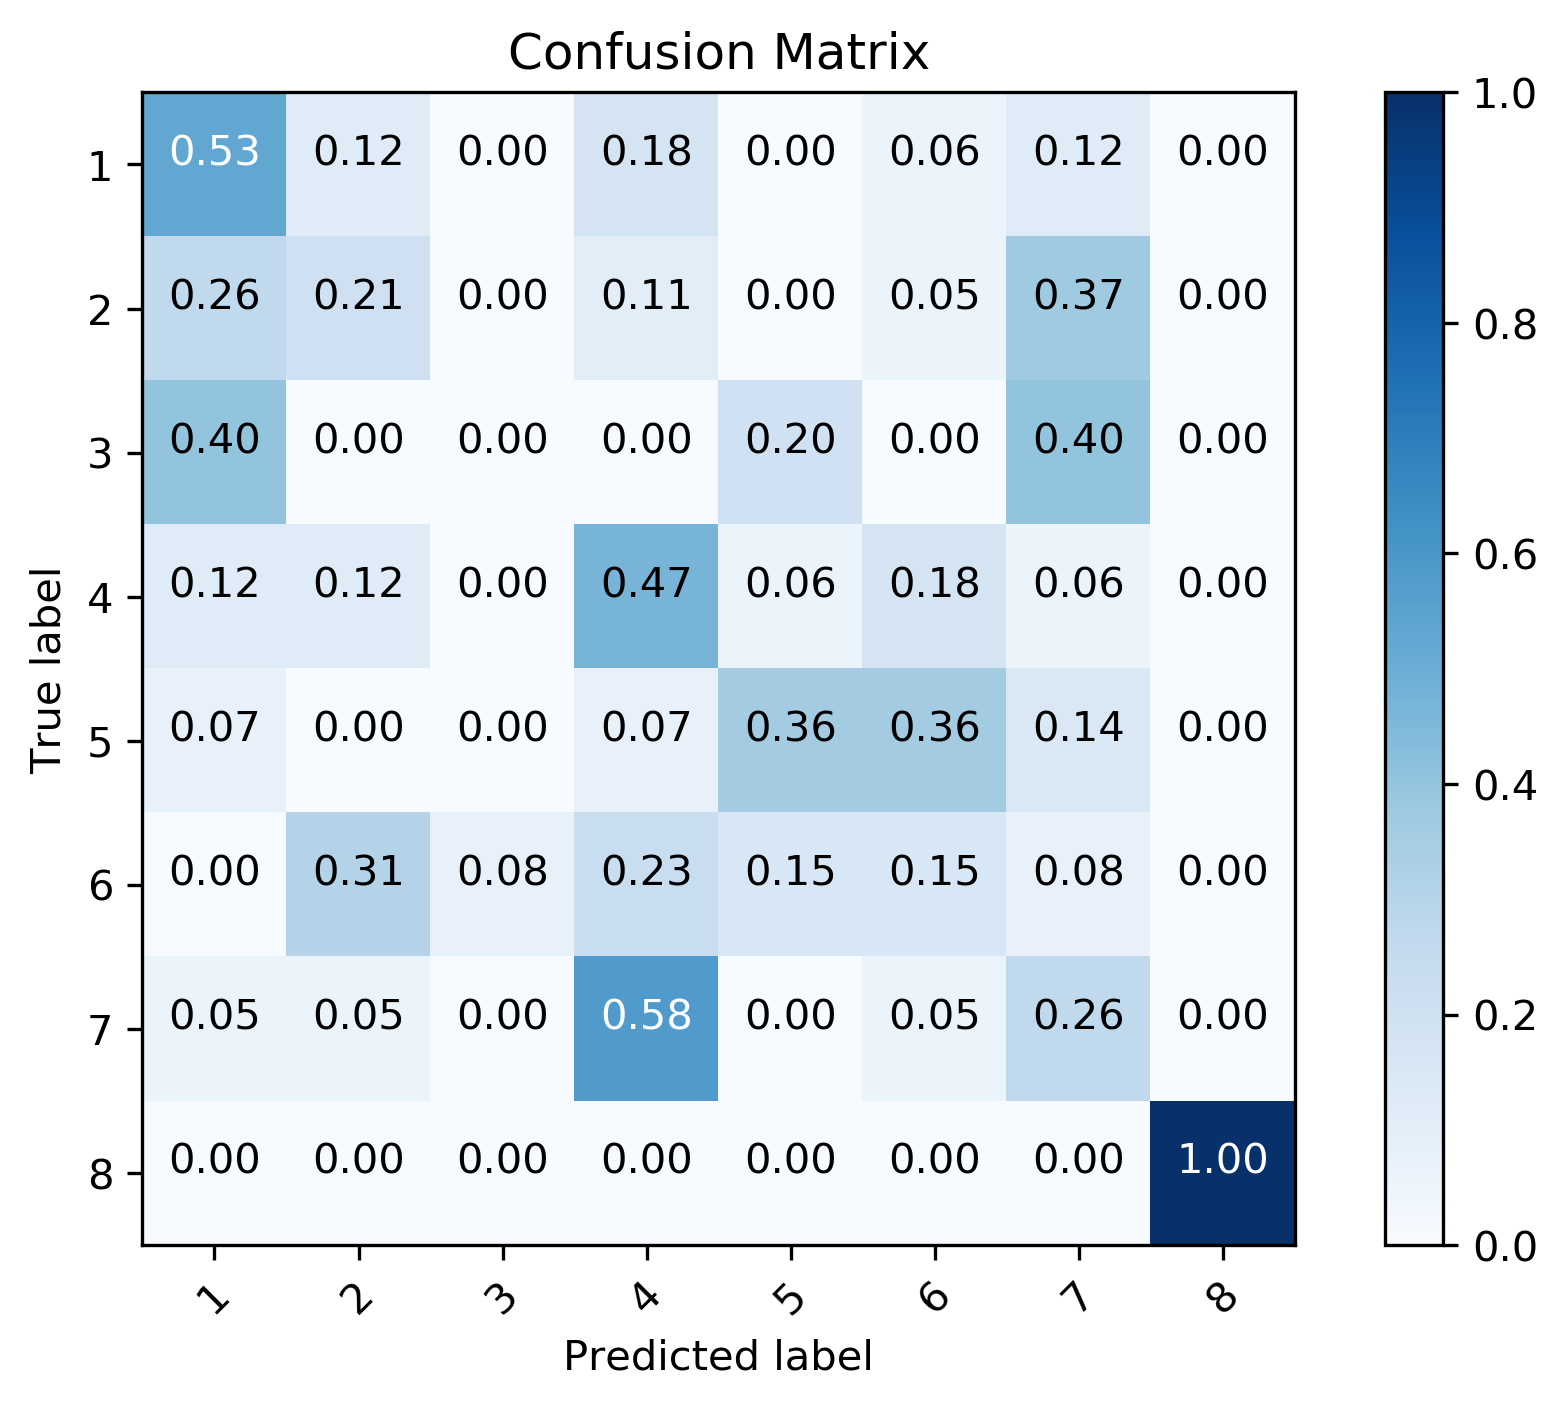 Confusion Matrix
1 0.53 0.12 0.00 0.18 0.00 0.06 0.12 0.00
2 0.26 0.21 0.00 0.11 0.00 0.05 0.37 0.00
3 0.40 0.00 0.00 0.00 0.20 0.00 0.40 0.00
4 0.12 0.12 0.00 0.47 0.06 0.18 0.06 0.00
5 0.07 0.00 0.00 0.07 0.36 0.36 0.14 0.00
6 0.00 0.31 0.08 0.23 0.15 0.15 0.08 0.00
7 0.05 0.05 0.00 0.58 0.00 0.05 0.26 0.00
8 0.00 0.00 0.00 0.00 0.00 0.00 0.00 1.00
True label
1 2 3 4 5 6 7 8
Predicted label
1.0
0.8
0.6
0.4
0.2
0.0